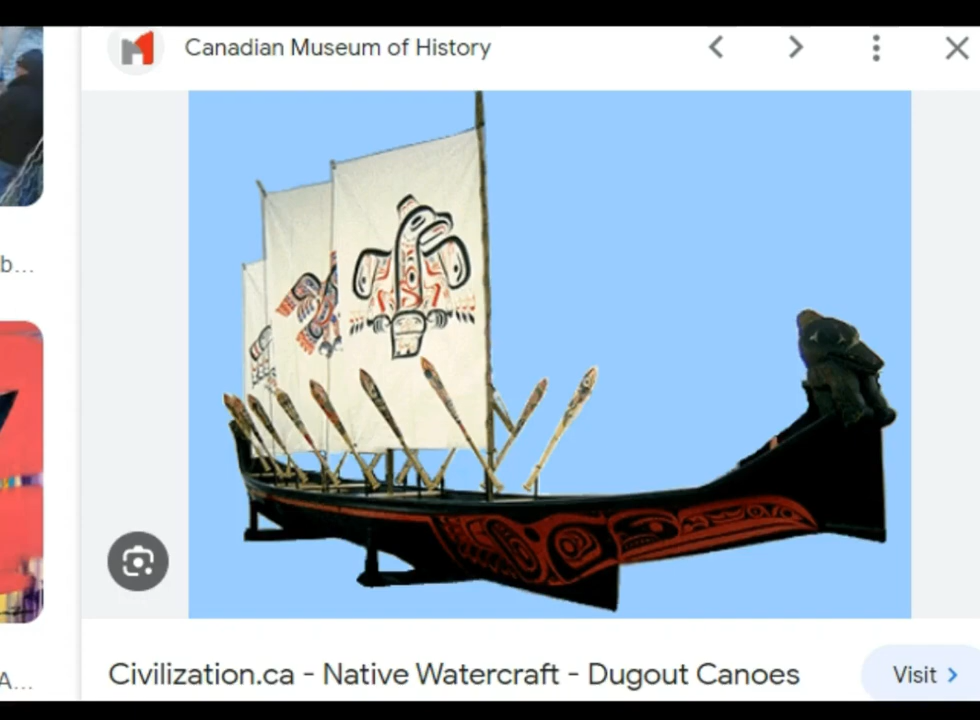 Canadian Museum of History
b...
Civilization.ca - Native Watercraft - Dugout Canoes
Visit
A...